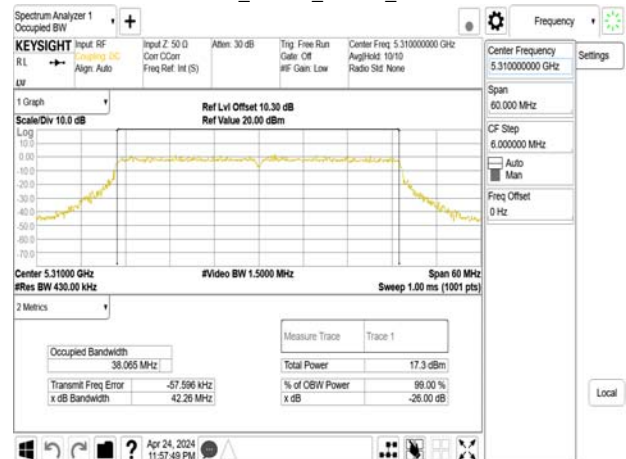 Spectrum Analyzer 1
Occupied BW
+
Frequency
KEYSIGHT
RL
LV
Input: RF
Coupling: DC
Align: Auto
Input Z: 50 Ω
Corr CCorr
Freq Ref: Int (S)
Atten: 30 dB
Trig: Free Run
Gate: Off
#IF Gain: Low
Center Freq: 5.310000000 GHz
Avg|Hold: 10/10
Radio Std: None
Center Frequency
5.310000000 GHz
Settings
Span
60.000 MHz
CF Step
6.000000 MHz
Auto
Man
Freq Offset
0 Hz
Local
1 Graph
Scale/Div 10.0 dB
Ref Lvl Offset 10.30 dB
Ref Value 20.00 dBm
Log
10.0
0.00
-10.0
-20.0
-30.0
-40.0
-50.0
-60.0
-70.0
Center 5.31000 GHz
#Video BW 1.5000 MHz
Span 60 MHz
#Res BW 430.00 kHz
Sweep 1.00 ms (1001 pts)
2 Metrics
Measure Trace
Trace 1
Occupied Bandwidth
38.065 MHz
Total Power
17.3 dBm
Transmit Freq Error
-57.596 kHz
% of OBW Power
99.00 %
x dB Bandwidth
42.26 MHz
x dB
-26.00 dB
?
Apr 24, 2024
11:57:49 PM